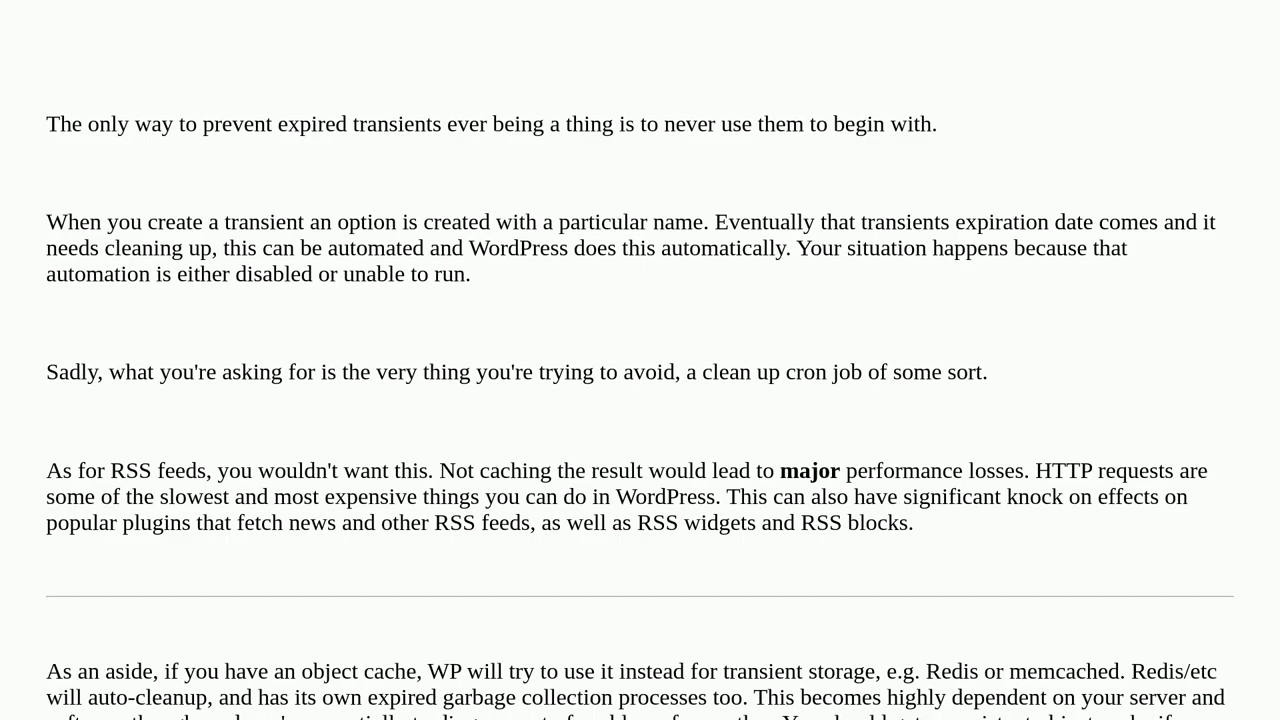 The only way to prevent expired transients ever being a thing is to never use them to begin with.
When you create a transient an option is created with a particular name. Eventually that transients expiration date comes and it
needs cleaning up, this can be automated and WordPress does this automatically. Your situation happens because that
automation is either disabled or unable to run.
Sadly, what you're asking for is the very thing you're trying to avoid, a clean up cron job of some sort.
As for RSS feeds, you wouldn't want this. Not caching the result would lead to major performance losses. HTTP requests are
some of the slowest and most expensive things you can do in WordPress. This can also have significant knock on effects on
popular plugins that fetch news and other RSS feeds, as well as RSS widgets and RSS blocks.
As an aside, if you have an object cache, WP will try to use it instead for transient storage, e.g. Redis or memcached. Redis/etc
will auto-cleanup, and has its own expired garbage collection processes too. This becomes highly dependent on your server and